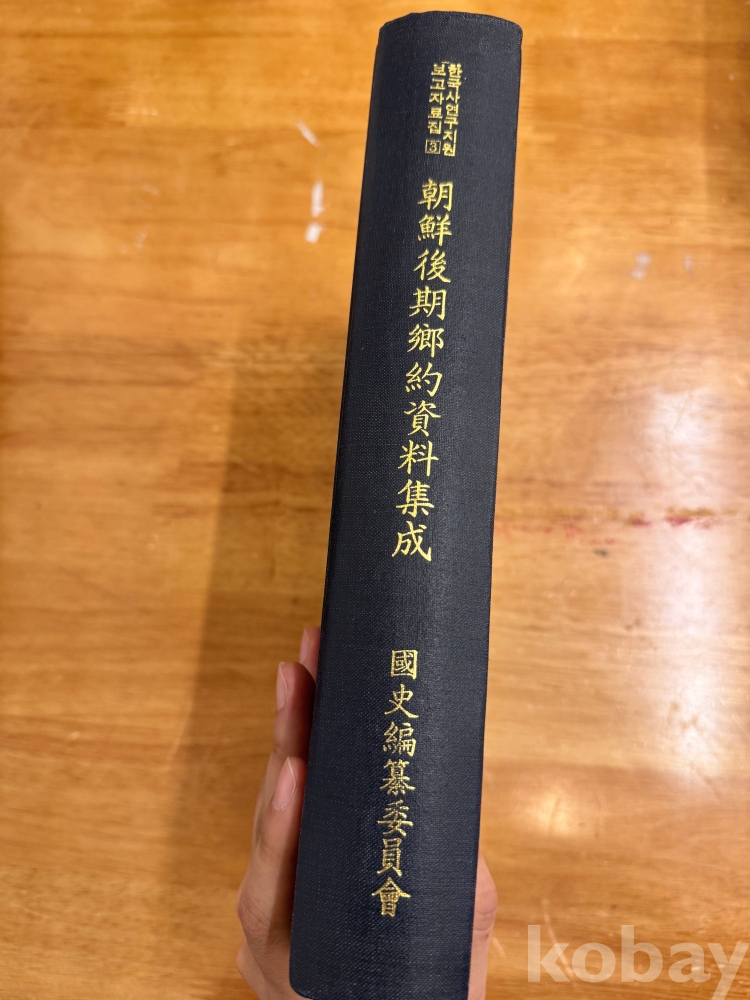 한국사연구지원
보고자료집 3
朝鮮後期鄕約資料集成
國史編纂委員會
kobay